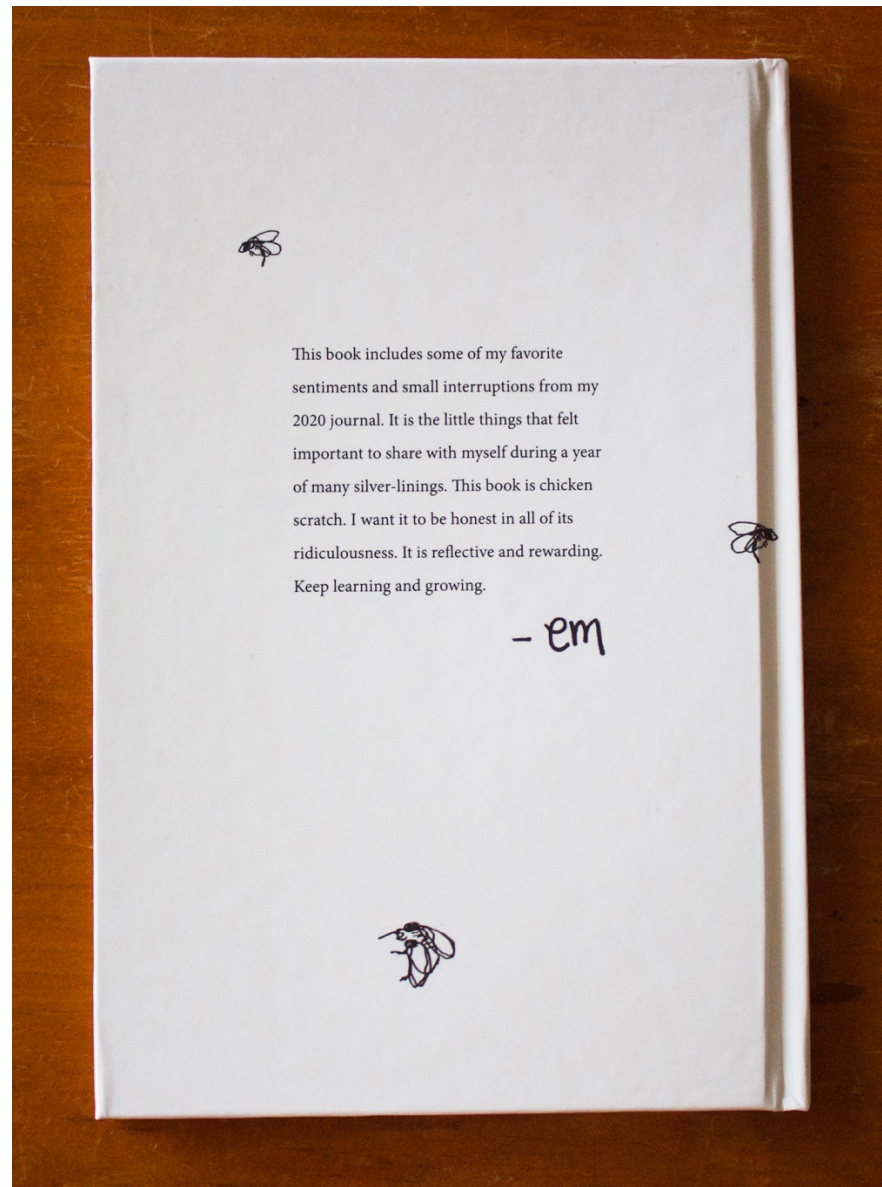 This book includes some of my favorite
sentiments and small interruptions from my
2020 journal. It is the little things that felt
important to share with myself during a year
of many silver-linings. This book is chicken
scratch. I want it to be honest in all of its
ridiculousness. It is reflective and rewarding.
Keep learning and growing.
– em